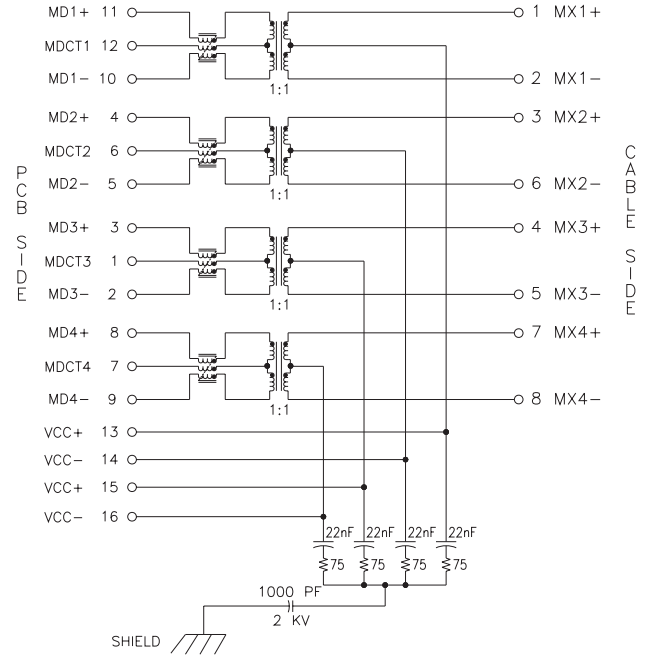 MD1+ 11 1 MX1+
MDCT1 12
MD1- 10 2 MX1-
1:1
MD2+ 4 3 MX2+
MDCT2 6
MD2- 5 6 MX2-
1:1
PCB SIDE
CABLE SIDE
MD3+ 3 4 MX3+
MDCT3 1
MD3- 2 5 MX3-
1:1
MD4+ 8 7 MX4+
MDCT4 7
MD4- 9 8 MX4-
1:1
VCC+ 13
VCC- 14
VCC+ 15
VCC- 16
22nF 22nF 22nF 22nF
75 75 75 75
1000 PF
2 KV
SHIELD